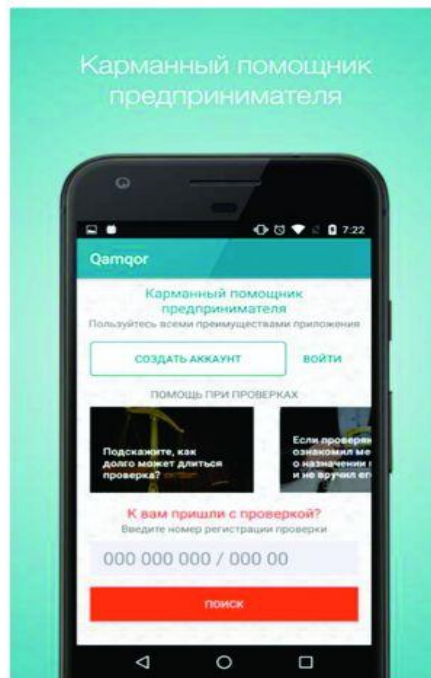 Карманный помощник
предпринимателя
7:22
Qamqor
Карманный помощник
предпринимателя
Пользуйтесь всеми преимуществами приложения
СОЗДАТЬ АККАУНТ
ВОЙТИ
ПОМОЩЬ ПРИ ПРОВЕРКАХ
Подскажите, как
долго может длиться
проверка?
Если проверян
ознакомил ме
о назначении
и не вручил ег
К вам пришли с проверкой?
Введите номер регистрации проверки
000 000 000 / 000 00
ПОИСК